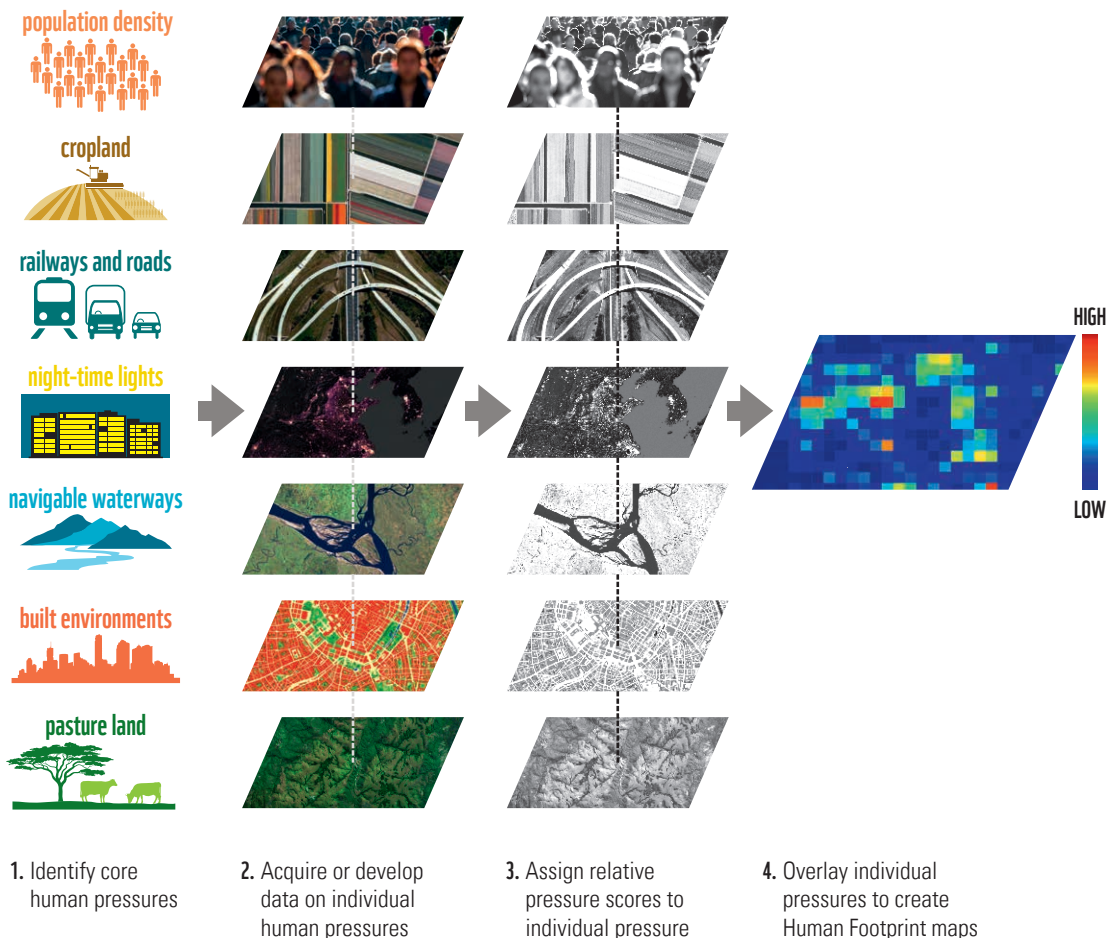 population density
cropland
railways and roads
night-time lights
navigable waterways
built environments
pasture land
HIGH
LOW
1. Identify core
human pressures
2. Acquire or develop
data on individual
human pressures
3. Assign relative
pressure scores to
individual pressure
4. Overlay individual
pressures to create
Human Footprint maps